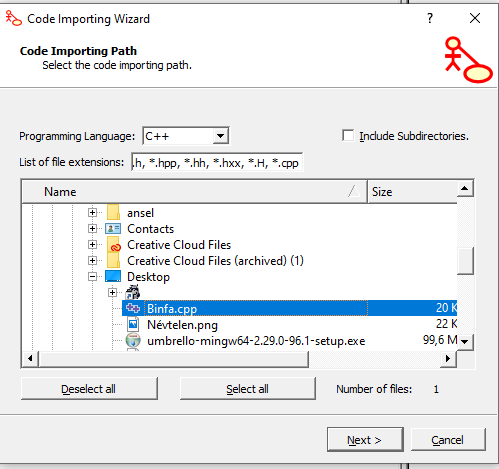 Code Importing Wizard
?
Code Importing Path
Select the code importing path.
Programming Language: C++
Include Subdirectories.
List of file extensions: .h, *.hpp, *.hh, *.hxx, *.H, *.cpp
Name Size
ansel
Contacts
Creative Cloud Files
Creative Cloud Files (archived) (1)
Desktop
Binfa.cpp 20 K
Névtelen.png 22 K
umbrello-mingw64-2.29.0-96.1-setup.exe 99,6 M
Deselect all Select all Number of files: 1
Next > Cancel